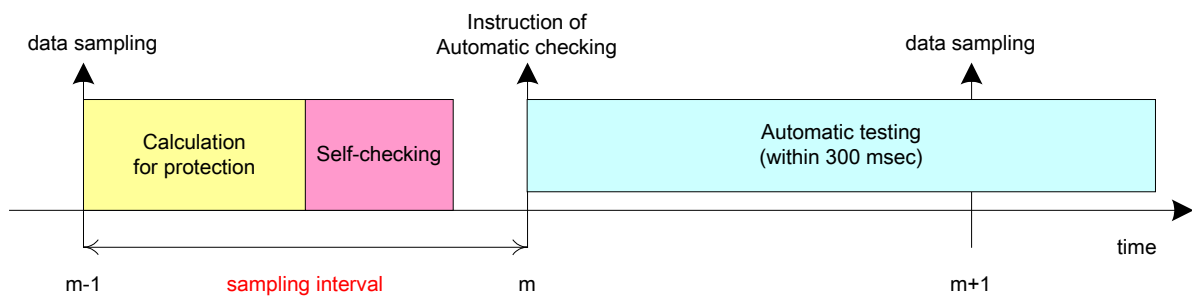 Instruction of
Automatic checking
data sampling
data sampling
Calculation
for protection
Self-checking
Automatic testing
(within 300 msec)
time
m-1
sampling interval
m
m+1